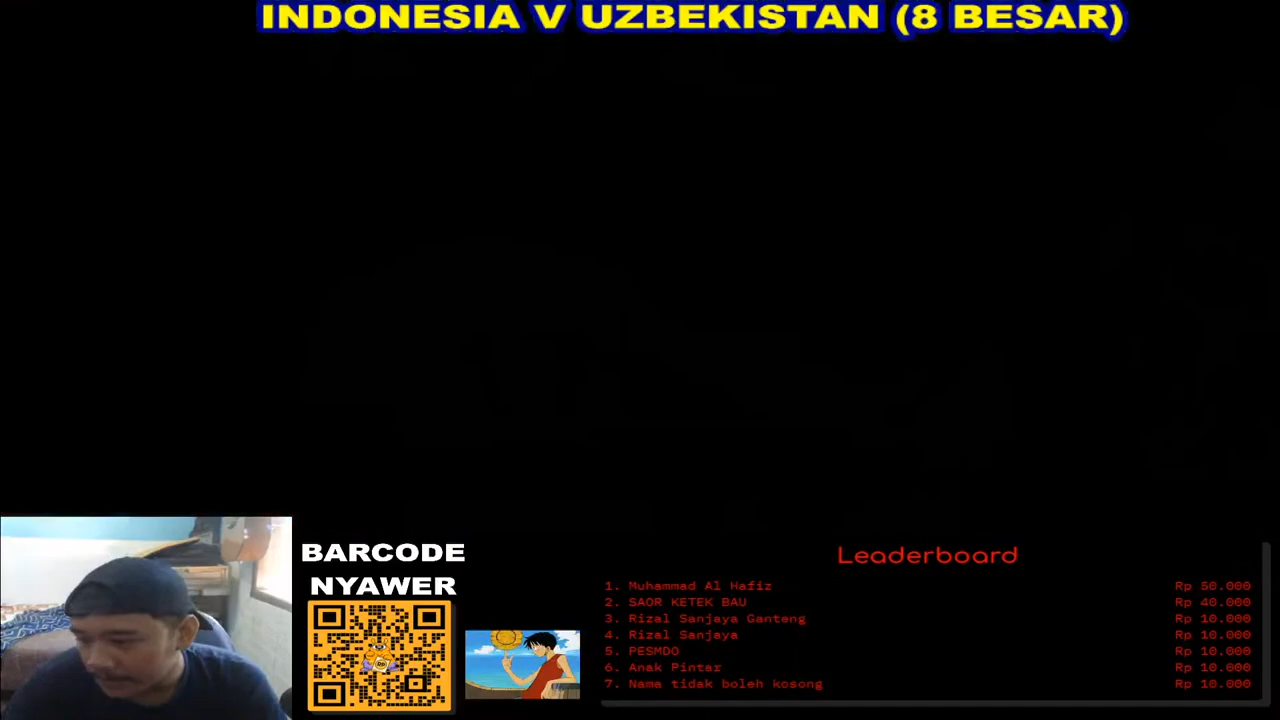 INDONESIA V UZBEKISTAN (8 BESAR)
BARCODE
NYAWER
Leaderboard
1. Muhammad Al Hafiz Rp 50.000
2. SAOR KETEK BAU Rp 40.000
3. Rizal Sanjaya Ganteng Rp 10.000
4. Rizal Sanjaya Rp 10.000
5. PESMDO Rp 10.000
6. Anak Pintar Rp 10.000
7. Nama tidak boleh kosong Rp 10.000